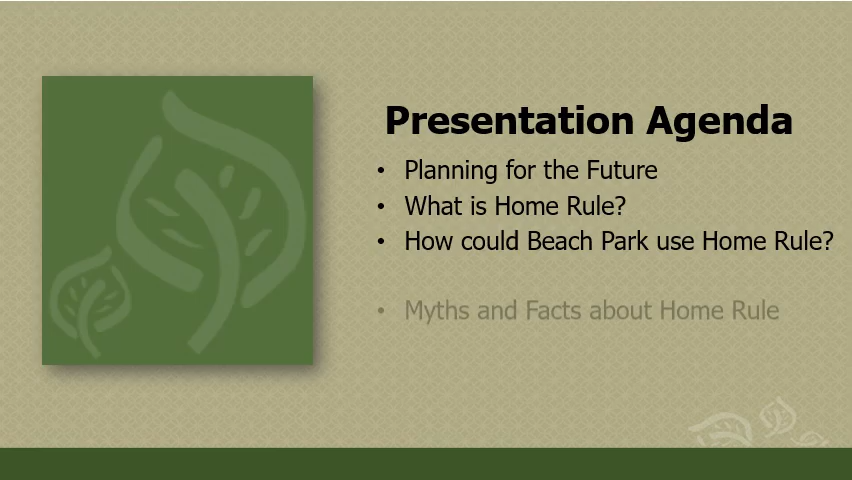 Presentation Agenda
• Planning for the Future
• What is Home Rule?
• How could Beach Park use Home Rule?
• Myths and Facts about Home Rule